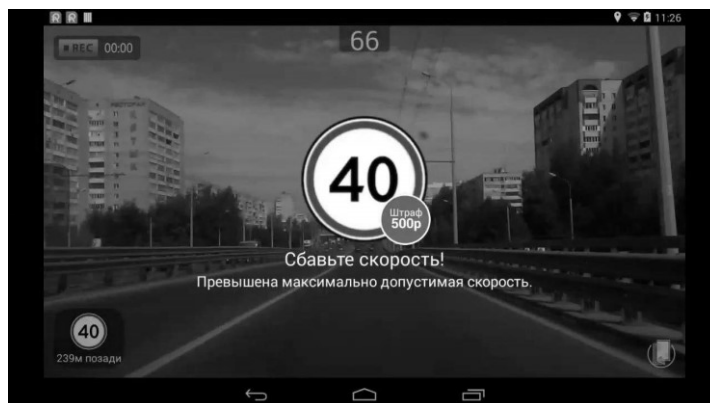 11:26
REC 00:00
66
40
Штраф
500р
Сбавьте скорость!
Превышена максимально допустимая скорость.
40
239м позади